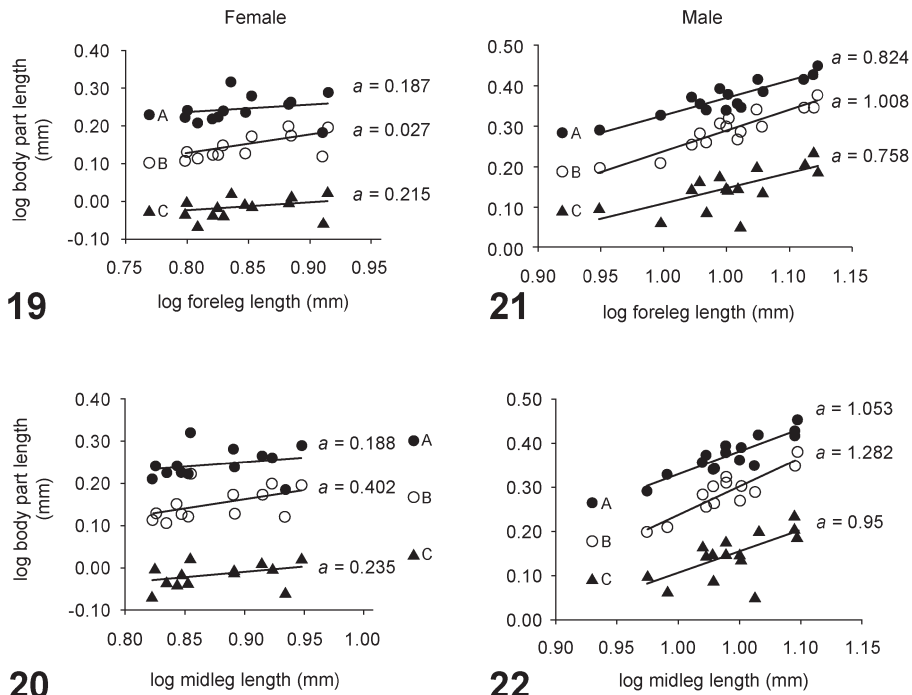 Female
log body part length
(mm)
0.40
0.30
0.20
0.10
0.00
-0.10
A
B
C
a = 0.187
a = 0.027
a = 0.215
0.75
0.80
0.85
0.90
0.95
log foreleg length (mm)
19
Male
0.50
0.40
0.30
0.20
0.10
0.00
A
B
C
a = 0.824
a = 1.008
a = 0.758
0.90
0.95
1.00
1.00
1.10
1.15
log foreleg length (mm)
21
log body part length
(mm)
0.40
0.30
0.20
0.10
0.00
-0.10
a = 0.188
a = 0.402
a = 0.235
A
B
C
0.80
0.85
0.90
0.95
1.00
log midleg length (mm)
20
0.50
0.40
0.30
0.20
0.10
0.00
A
B
C
a = 1.053
a = 1.282
a = 0.95
0.90
0.95
1.00
1.00
1.10
1.15
log midleg length (mm)
22